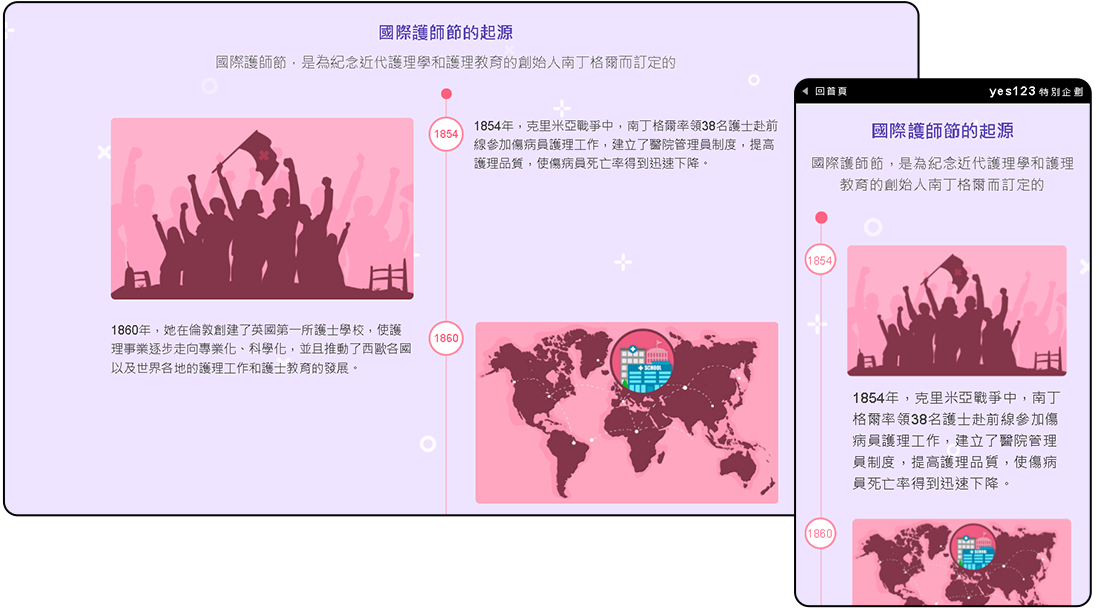 國際護師節的起源
國際護師節，是為紀念近代護理學和護理教育的創始人南丁格爾而訂定的
1854
1854年，克里米亞戰爭中，南丁格爾率領38名護士赴前
線參加傷病員護理工作，建立了醫院管理員制度，提高
護理品質，使傷病員死亡率得到迅速下降。
1860年，她在倫敦創建了英國第一所護士學校，使護
理事業逐步走向專業化、科學化，並且推動了西歐各國
以及世界各地的護理工作和護士教育的發展。
1860
SCHOOL
回首頁
yes123 特別企劃
國際護師節的起源
國際護師節，是為紀念近代護理學和護理
教育的創始人南丁格爾而訂定的
1854
1854年，克里米亞戰爭中，南丁
格爾率領38名護士赴前線參加傷
病員護理工作，建立了醫院管理
員制度，提高護理品質，使傷病
員死亡率得到迅速下降。
1860
SCHOOL